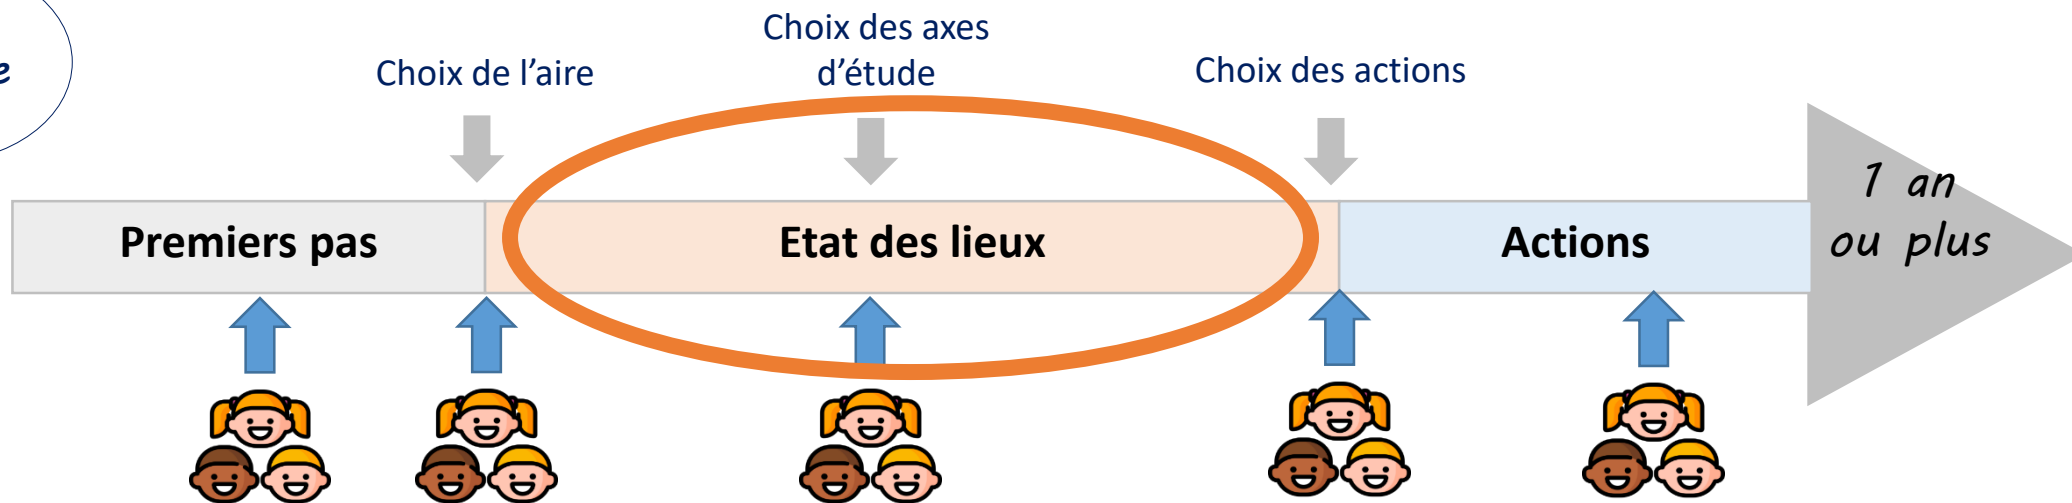 Choix de l’aire
Choix des axes
d’étude
Choix des actions
Premiers pas
Etat des lieux
Actions
1 an
ou plus